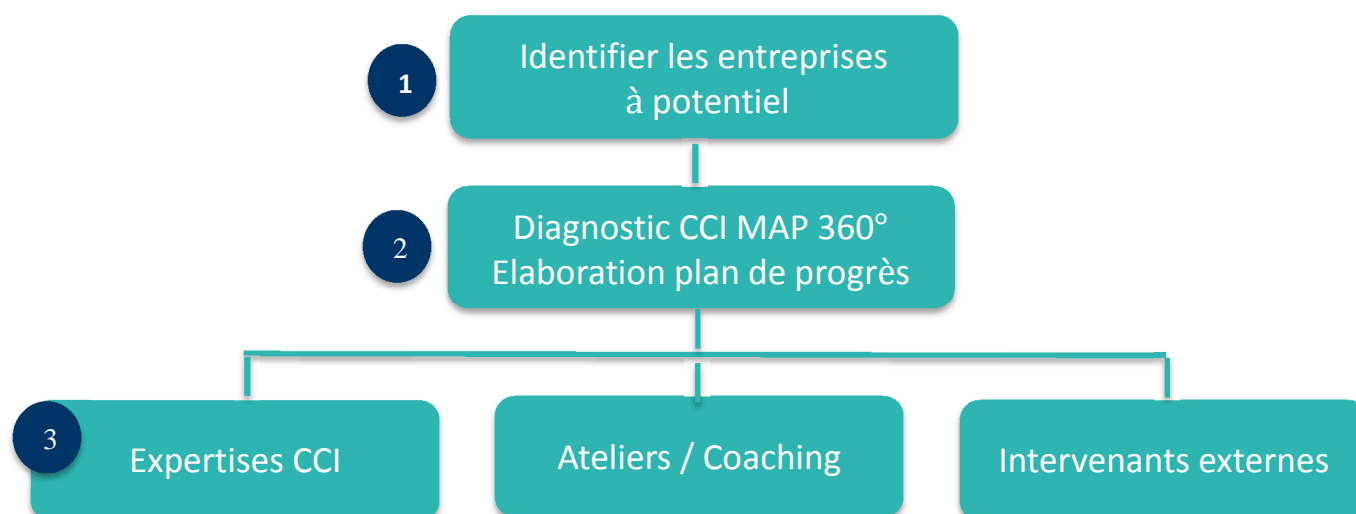 1
Identifier les entreprises
à potentiel
2
Diagnostic CCI MAP 360°
Elaboration plan de progrès
3
Expertises CCI
Ateliers / Coaching
Intervenants externes